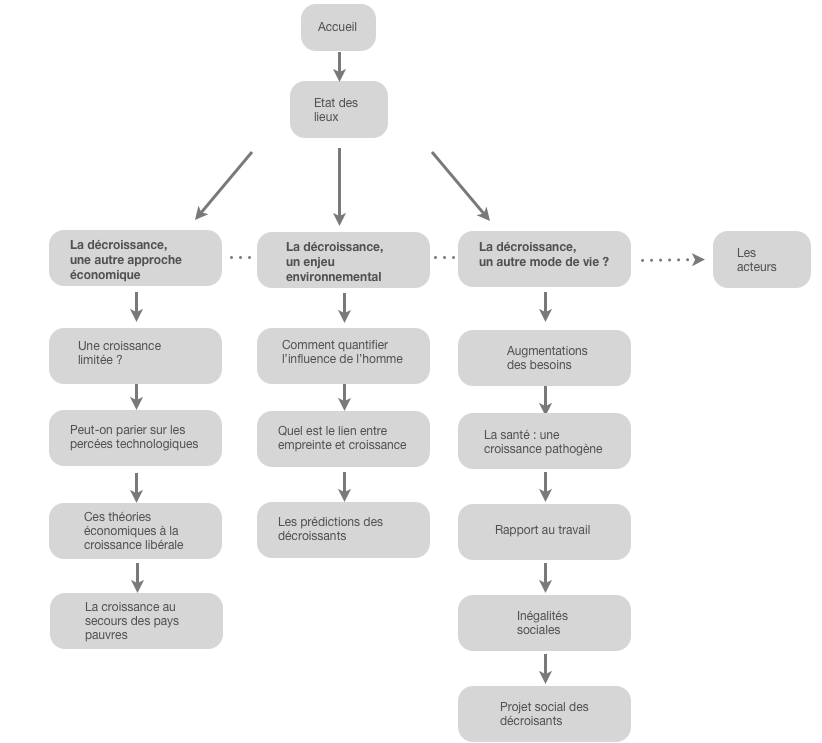 Accueil
Etat des
lieux
La décroissance,
une autre approche
économique
La décroissance,
un enjeu
environnemental
La décroissance,
un autre mode de vie ?
Les
acteurs
Une croissance
limitée ?
Comment quantifier
l'influence de l'homme
Augmentations
des besoins
Peut-on parier sur les
percées technologiques
Quel est le lien entre
empreinte et croissance
La santé : une
croissance pathogène
Ces théories
économiques à la
croissance libérale
Les prédictions des
décroissants
Rapport au travail
La croissance au
secours des pays
pauvres
Inégalités
sociales
Projet social des
décroisants